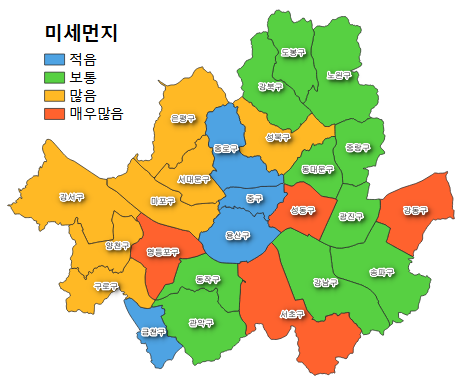 미세먼지
적음
보통
많음
매우많음
도봉구
노원구
강북구
은평구
성북구
종로구
중랑구
동대문구
서대문구
강서구
마포구
중구
성동구
광진구
강동구
용산구
양천구
영등포구
송파구
동작구
강남구
구로구
서초구
관악구
금천구